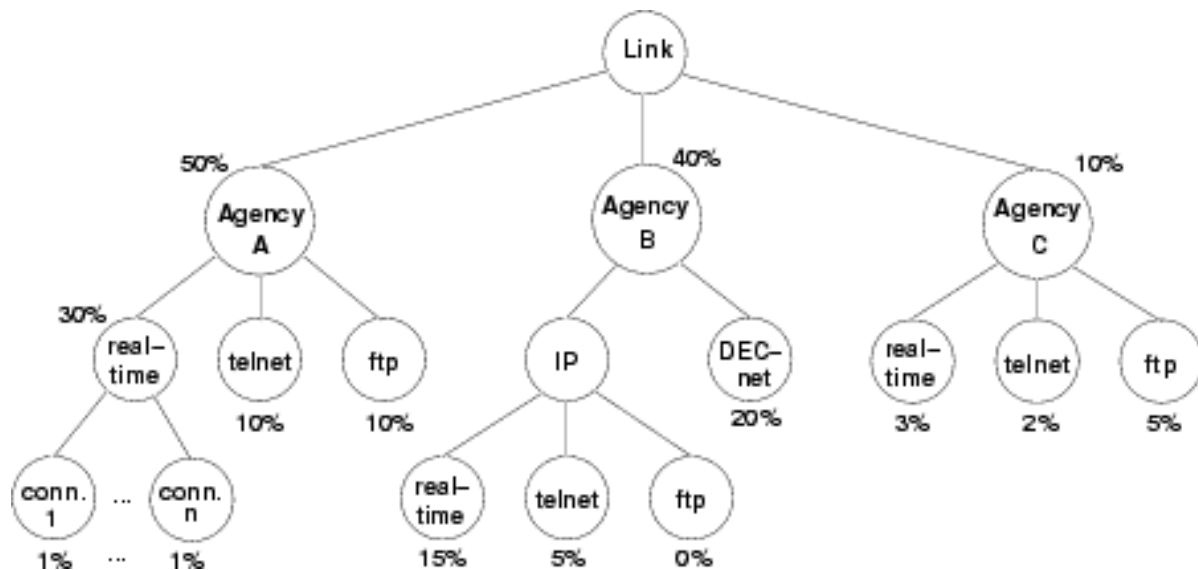 Link
50%
40%
10%
Agency
A
Agency
B
Agency
C
30%
real–
time
telnet
ftp
IP
DEC–
net
real–
time
telnet
ftp
10%
10%
20%
3%
2%
5%
conn.
1
...
conn.
n
real–
time
telnet
ftp
1%
...
1%
15%
5%
0%